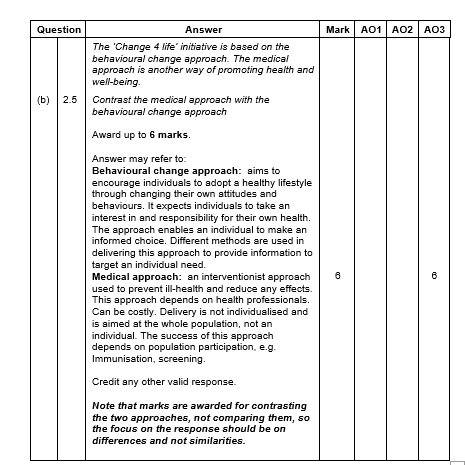 Question Answer Mark AO1 AO2 AO3
The 'Change 4 life' initiative is based on the
behavioural change approach. The medical
approach is another way of promoting health and
well-being.
(b) 2.5 Contrast the medical approach with the
behavioural change approach
Award up to 6 marks.
Answer may refer to:
Behavioural change approach: aims to
encourage individuals to adopt a healthy lifestyle
through changing their own attitudes and
behaviours. It expects individuals to take an
interest in and responsibility for their own health.
The approach enables an individual to make an
informed choice. Different methods are used in
delivering this approach to provide information to
target an individual need.
Medical approach: an interventionist approach 6 6
used to prevent ill-health and reduce any effects.
This approach depends on health professionals.
Can be costly. Delivery is not individualised and
is aimed at the whole population, not an
individual. The success of this approach
depends on population participation, e.g.
Immunisation, screening.
Credit any other valid response.
Note that marks are awarded for contrasting
the two approaches, not comparing them, so
the focus on the response should be on
differences and not similarities.